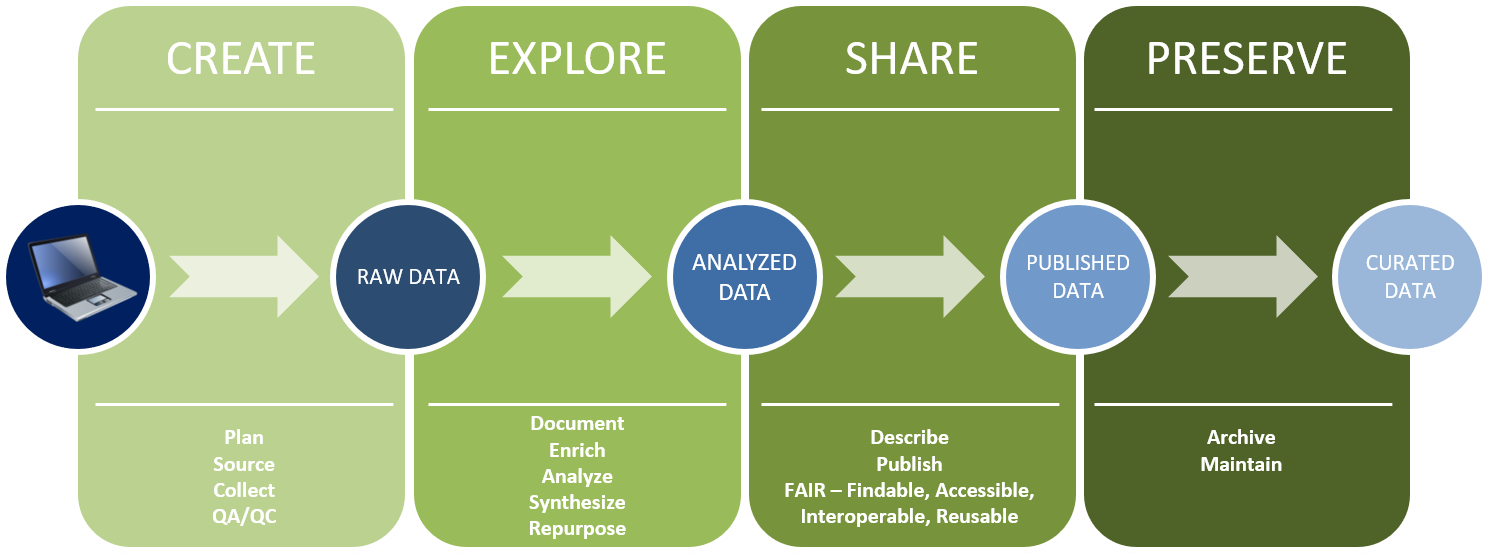 CREATE
EXPLORE
SHARE
PRESERVE
RAW DATA
ANALYZED
DATA
PUBLISHED
DATA
CURATED
DATA
Plan
Source
Collect
QA/QC
Document
Enrich
Analyze
Synthesize
Repurpose
Describe
Publish
FAIR – Findable, Accessible,
Interoperable, Reusable
Archive
Maintain